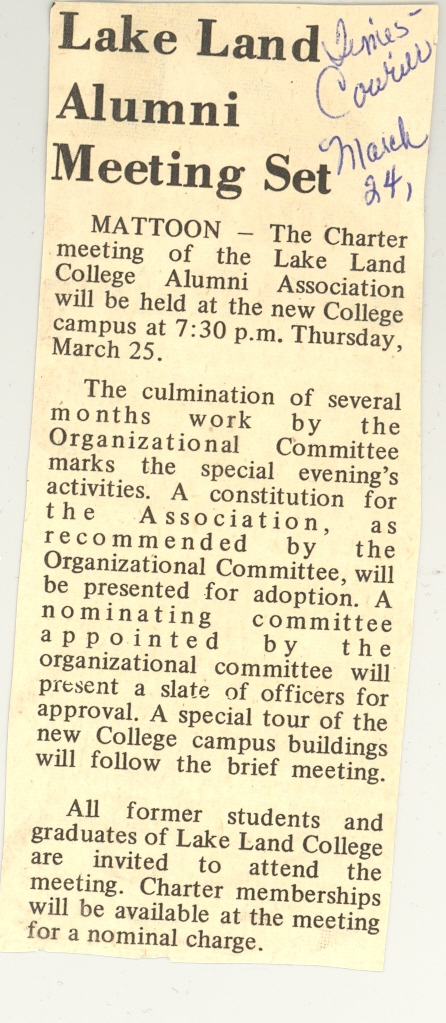 Lake Land
Alumni
Meeting Set
Times-
Courier
March
24,
MATTOON — The Charter
meeting of the Lake Land
College Alumni Association
will be held at the new College
campus at 7:30 p.m. Thursday,
March 25.
The culmination of several
months work by the
Organizational Committee
marks the special evening's
activities. A constitution for
the Association, as
recommended by the
Organizational Committee, will
be presented for adoption. A
nominating committee
appointed by the
organizational committee will
present a slate of officers for
approval. A special tour of the
new College campus buildings
will follow the brief meeting.
All former students and
graduates of Lake Land College
are invited to attend the
meeting. Charter memberships
will be available at the meeting
for a nominal charge.